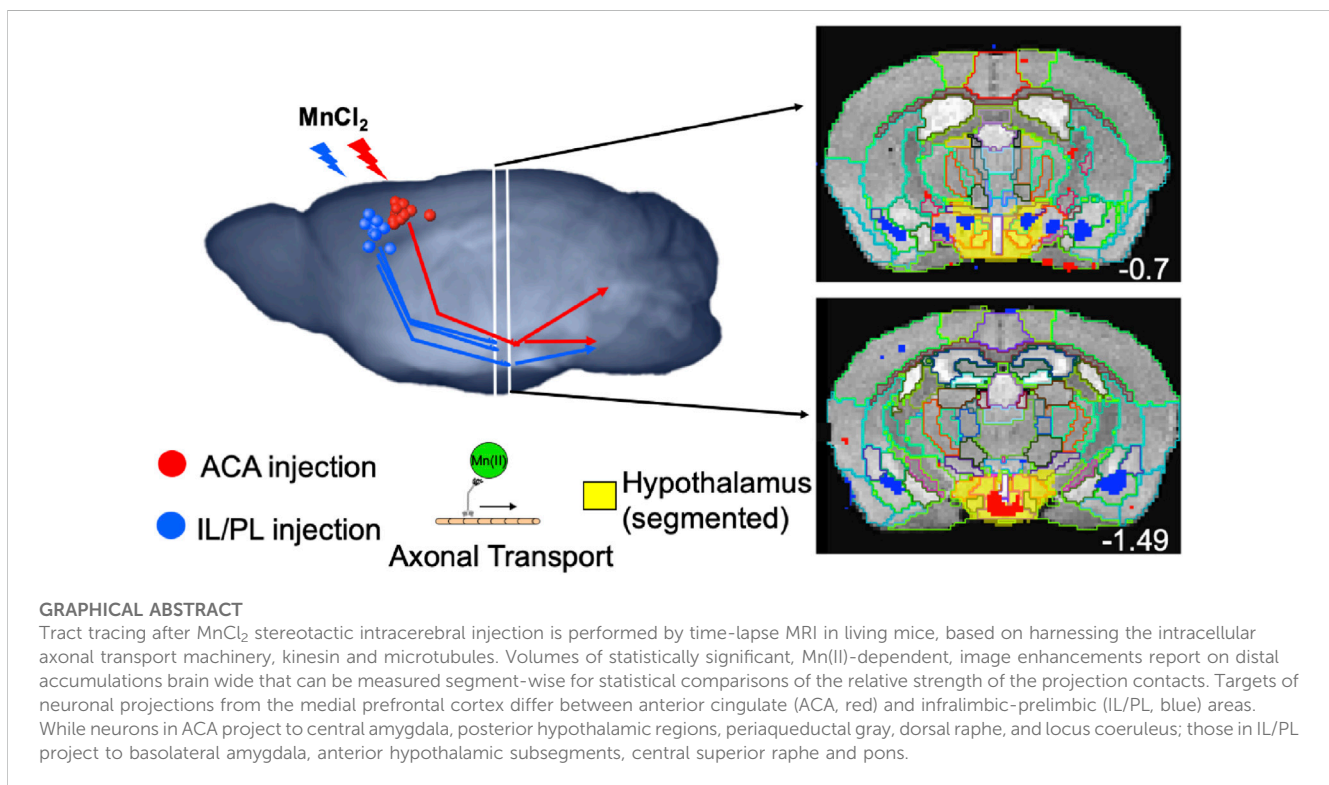 MnCl₂
-0.7
-1.49
ACA injection
IL/PL injection
Mn(II)
Axonal Transport
Hypothalamus
(segmented)
GRAPHICAL ABSTRACT
Tract tracing after MnCl₂ stereotactic intracerebral injection is performed by time-lapse MRI in living mice, based on harnessing the intracellular
axonal transport machinery, kinesin and microtubules. Volumes of statistically significant, Mn(II)-dependent, image enhancements report on distal
accumulations brain wide that can be measured segment-wise for statistical comparisons of the relative strength of the projection contacts. Targets of
neuronal projections from the medial prefrontal cortex differ between anterior cingulate (ACA, red) and infralimbic-prelimbic (IL/PL, blue) areas.
While neurons in ACA project to central amygdala, posterior hypothalamic regions, periaqueductal gray, dorsal raphe, and locus coeruleus; those in IL/PL
project to basolateral amygdala, anterior hypothalamic subsegments, central superior raphe and pons.